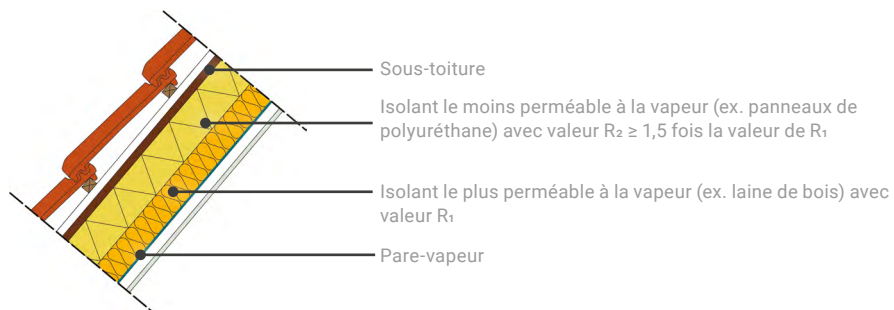 Sous-toiture
Isolant le moins perméable à la vapeur (ex. panneaux de
polyuréthane) avec valeur R₂ ≥ 1,5 fois la valeur de R₁
Isolant le plus perméable à la vapeur (ex. laine de bois) avec
valeur R₁
Pare-vapeur